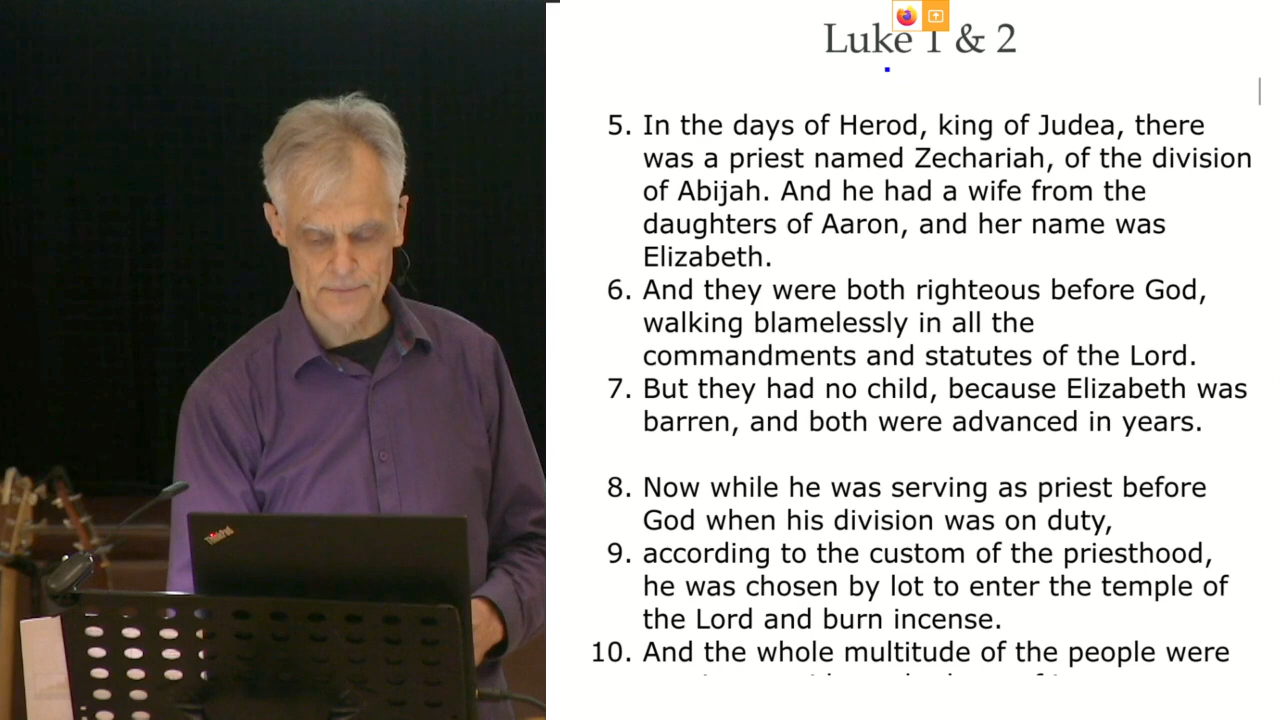 Luke 1 & 2
5. In the days of Herod, king of Judea, there
was a priest named Zechariah, of the division
of Abijah. And he had a wife from the
daughters of Aaron, and her name was
Elizabeth.
6. And they were both righteous before God,
walking blamelessly in all the
commandments and statutes of the Lord.
7. But they had no child, because Elizabeth was
barren, and both were advanced in years.
8. Now while he was serving as priest before
God when his division was on duty,
9. according to the custom of the priesthood,
he was chosen by lot to enter the temple of
the Lord and burn incense.
10. And the whole multitude of the people were
ThinkPad